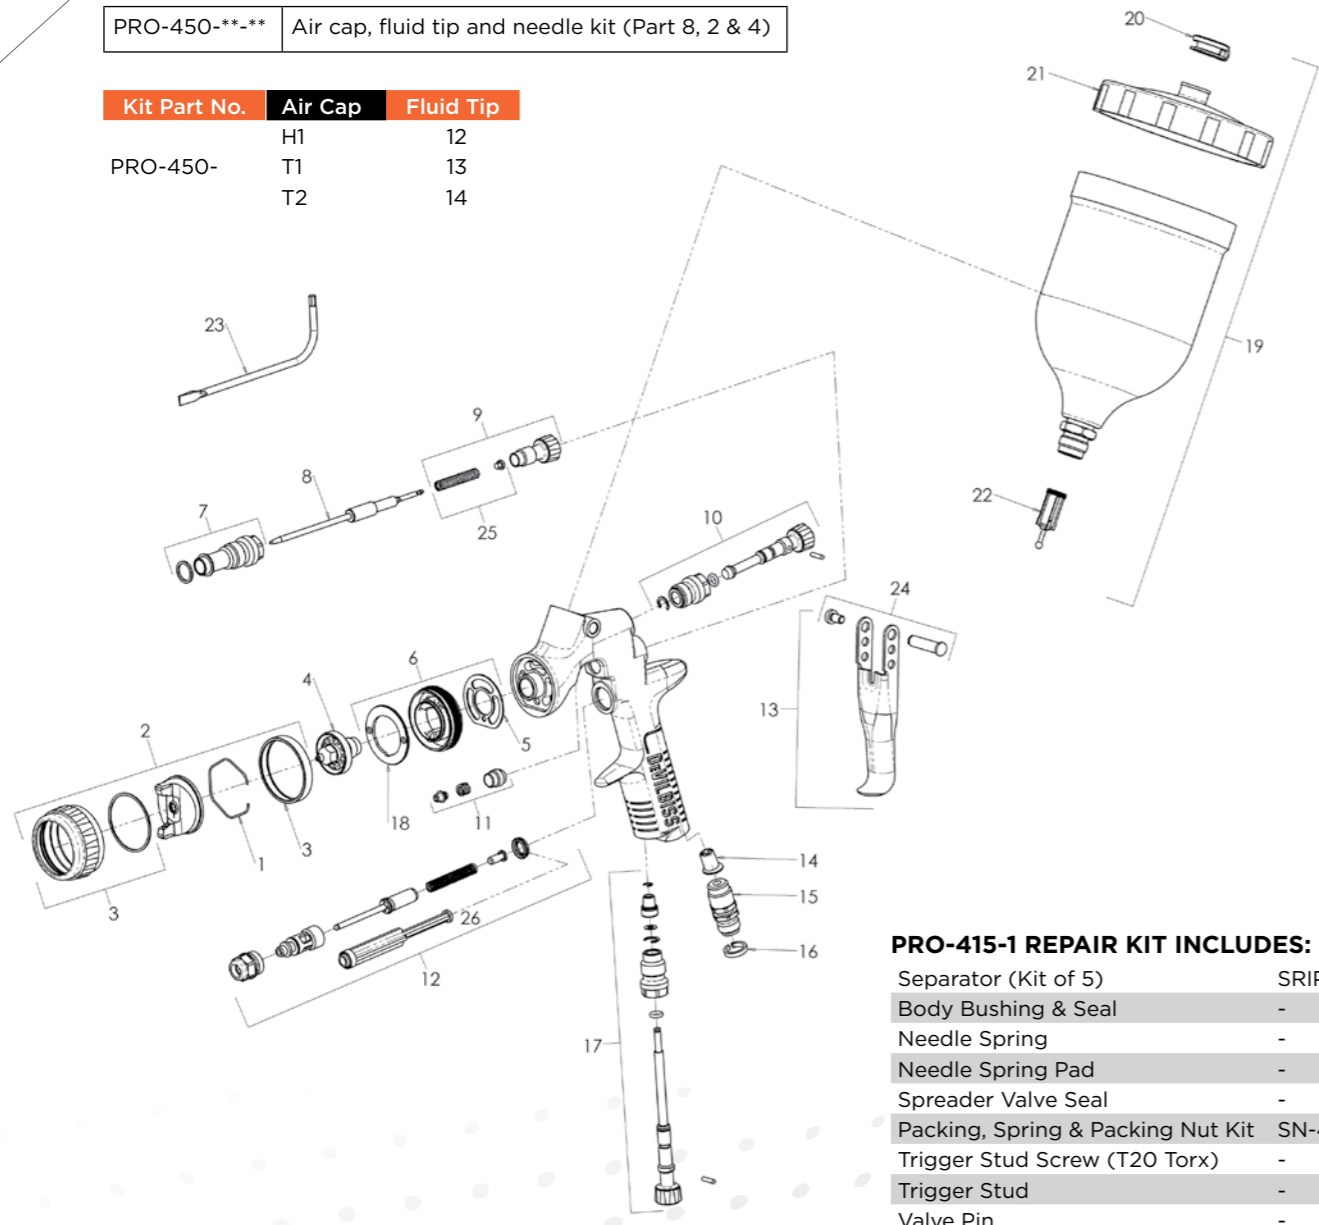 PRO-450-**-** Air cap, fluid tip and needle kit (Part 8, 2 & 4)
Kit Part No. Air Cap Fluid Tip
H1 12
PRO-450- T1 13
T2 14
20
21
23
19
9
8
22
7
25
10
24
6
4
13
2
5
18
11
3
1
14
3
15
26
16
12
17
DEVILBISS
PRO-415-1 REPAIR KIT INCLUDES:
Separator (Kit of 5) SRIP
Body Bushing & Seal -
Needle Spring -
Needle Spring Pad -
Spreader Valve Seal -
Packing, Spring & Packing Nut Kit SN-4
Trigger Stud Screw (T20 Torx) -
Trigger Stud -
Valve Pin -